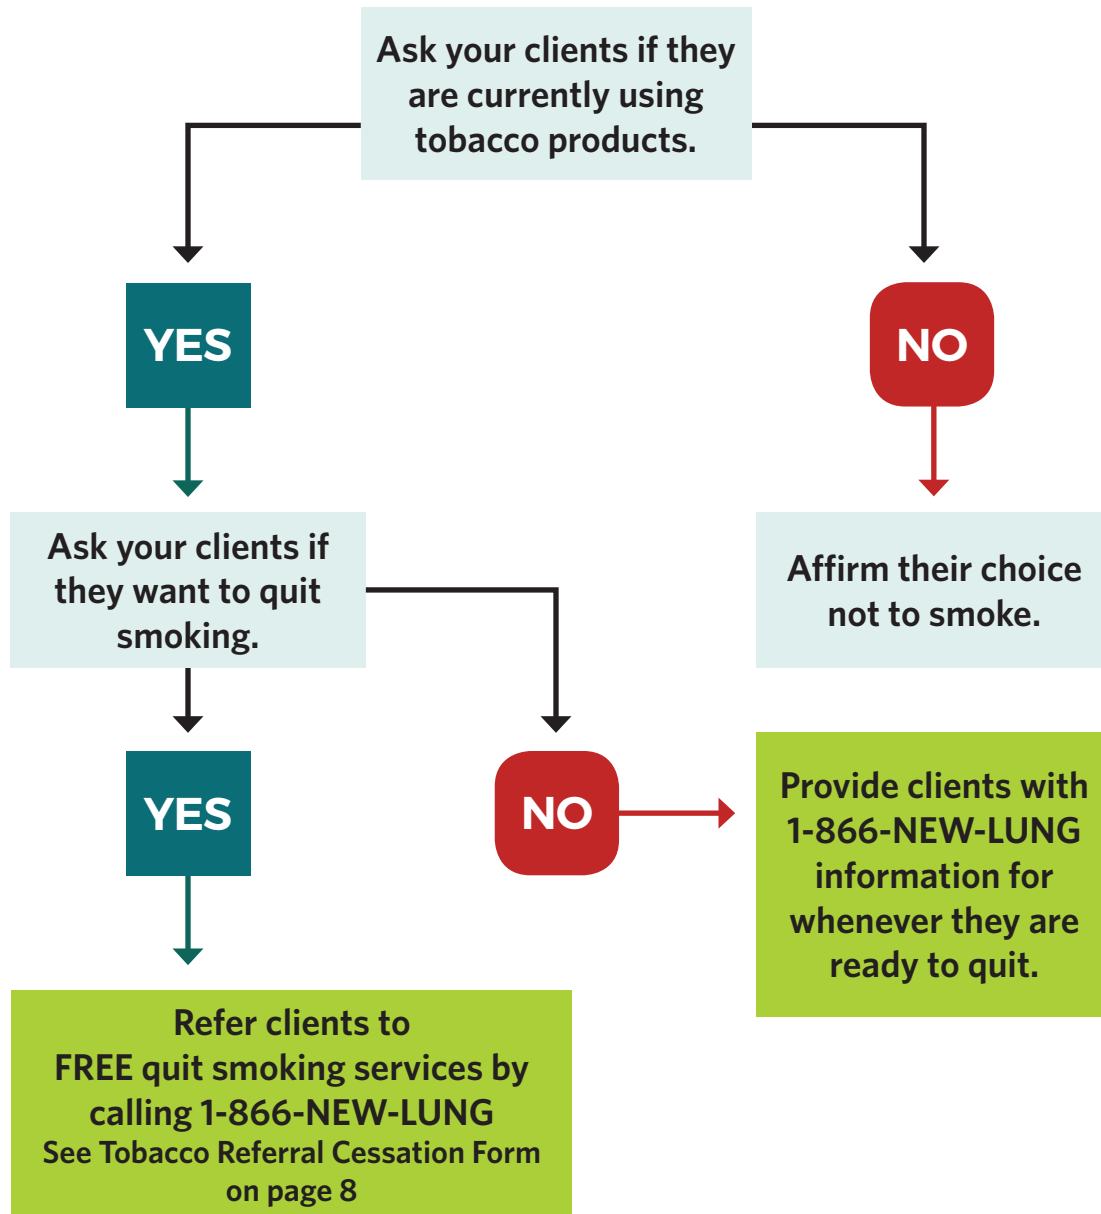 Ask your clients if they
are currently using
tobacco products.
YES
NO
Ask your clients if
they want to quit
smoking.
Affirm their choice
not to smoke.
YES
NO
Provide clients with
1-866-NEW-LUNG
information for
whenever they are
ready to quit.
Refer clients to
FREE quit smoking services by
calling 1-866-NEW-LUNG
See Tobacco Referral Cessation Form
on page 8